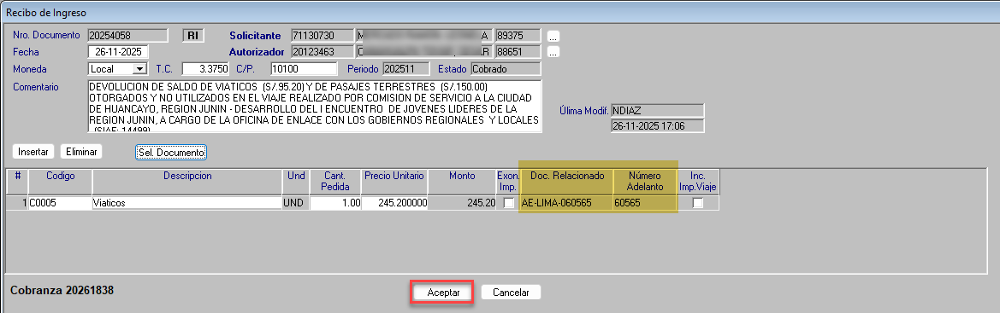 Recibo de Ingreso
Nro. Documento 20254058 RI Solicitante 71130730 A 89375 ...
Fecha 26-11-2025 Autorizador 20123463 R 88651 ...
Moneda Local T.C. 3.3750 C/P. 10100 Periodo 202511 Estado Cobrado
Comentario DEVOLUCION DE SALDO DE VIATICOS (S/.95.20) Y DE PASAJES TERRESTRES (S/.150.00)
OTORGADOS Y NO UTILIZADOS EN EL VIAJE REALIZADO POR COMISION DE SERVICIO A LA CIUDAD
DE HUANCAYO, REGION JUNIN - DESARROLLO DEL I ENCUENTRO DE JOVENES LIDERES DE LA
REGION JUNIN, A CARGO DE LA OFICINA DE ENLACE CON LOS GOBIERNOS REGIONALES Y LOCALES
(SIAF: 14499)
Úlima Modif. NDIAZ
26-11-2025 17:06
Insertar Eliminar Sel. Documento
# Codigo Descripcion Und Cant. Pedida Precio Unitario Monto Exon. Imp. Doc. Relacionado Número Adelanto Inc. Imp.Viaje
1 C0005 Viaticos UND 1.00 245.200000 245.20 AE-LIMA-060565 60565
Cobranza 20261838 Aceptar Cancelar